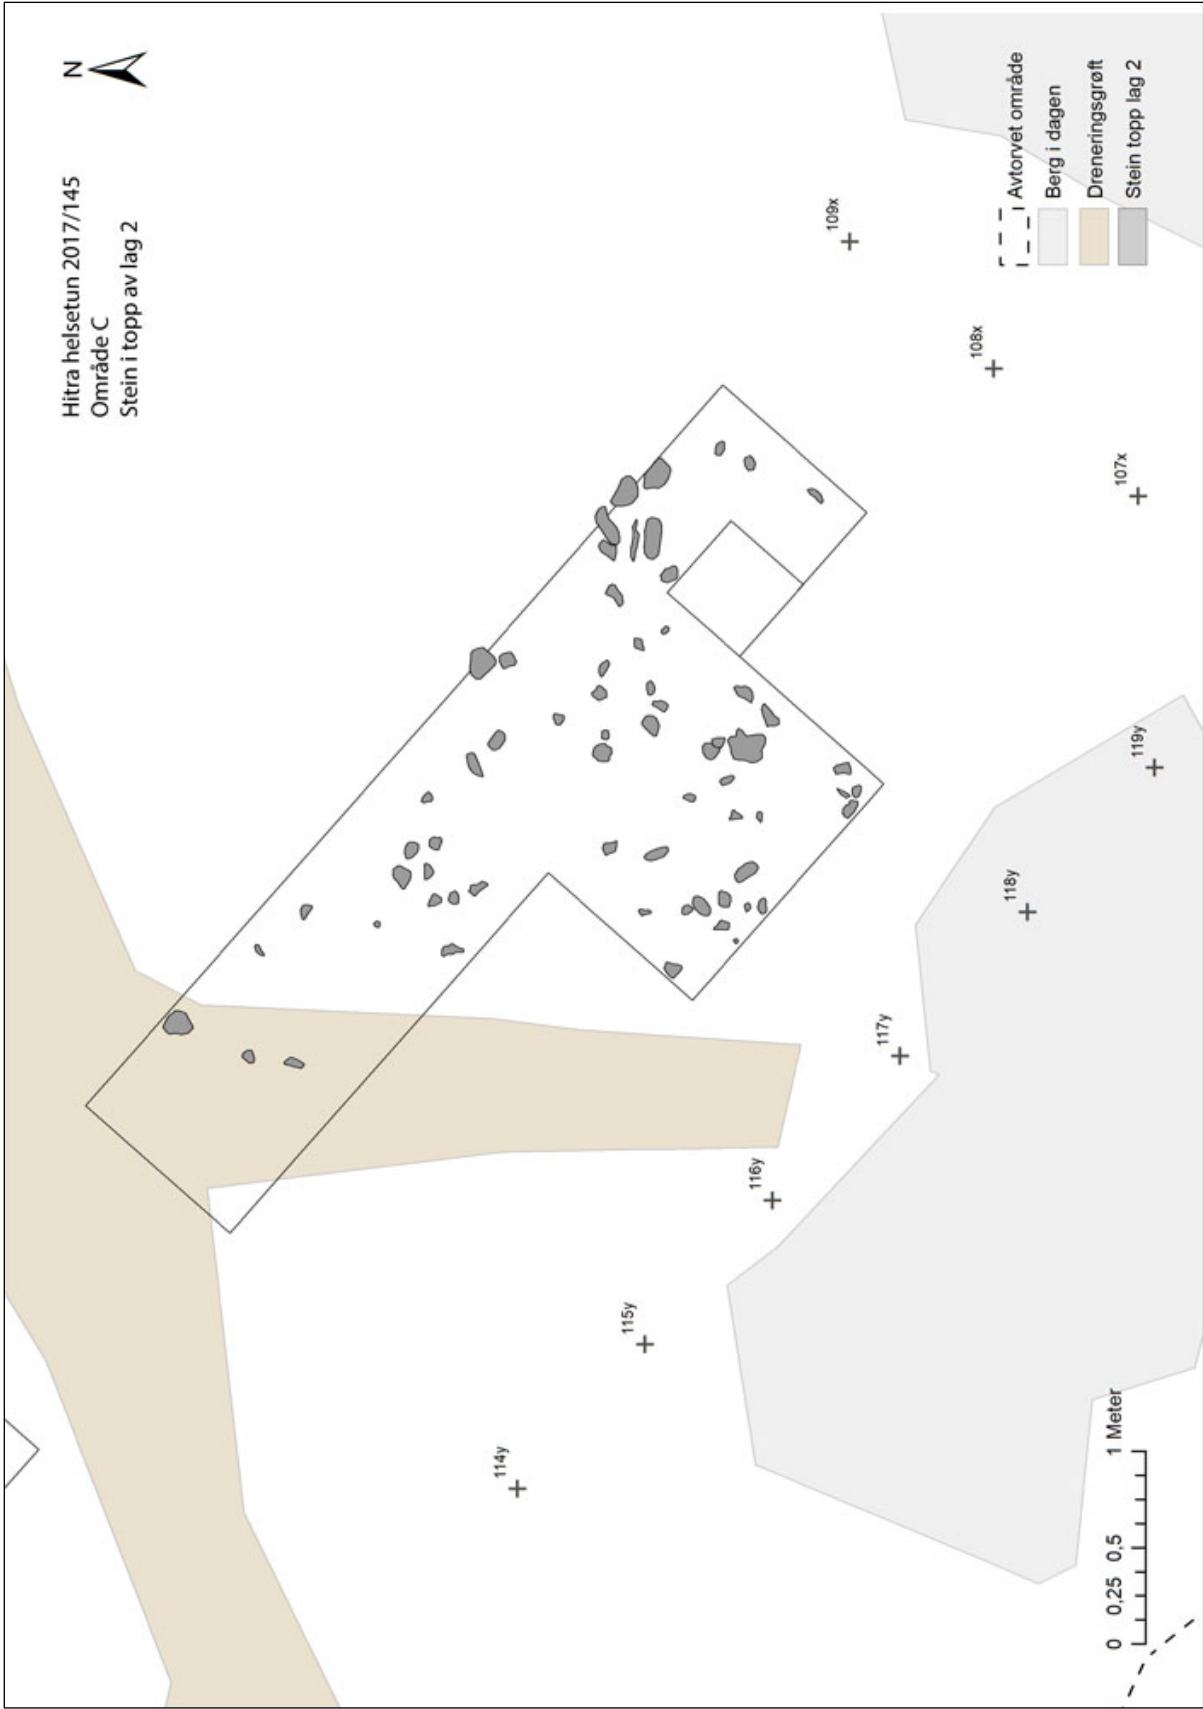 Hitra helsetun 2017/145
Område C
Stein i topp av lag 2
N
Avtorvet område
Berg i dagen
Dreneringsgrøft
Stein topp lag 2
109x
108x
107x
119y
118y
117y
116y
115y
114y
0 0,25 0,5 1 Meter